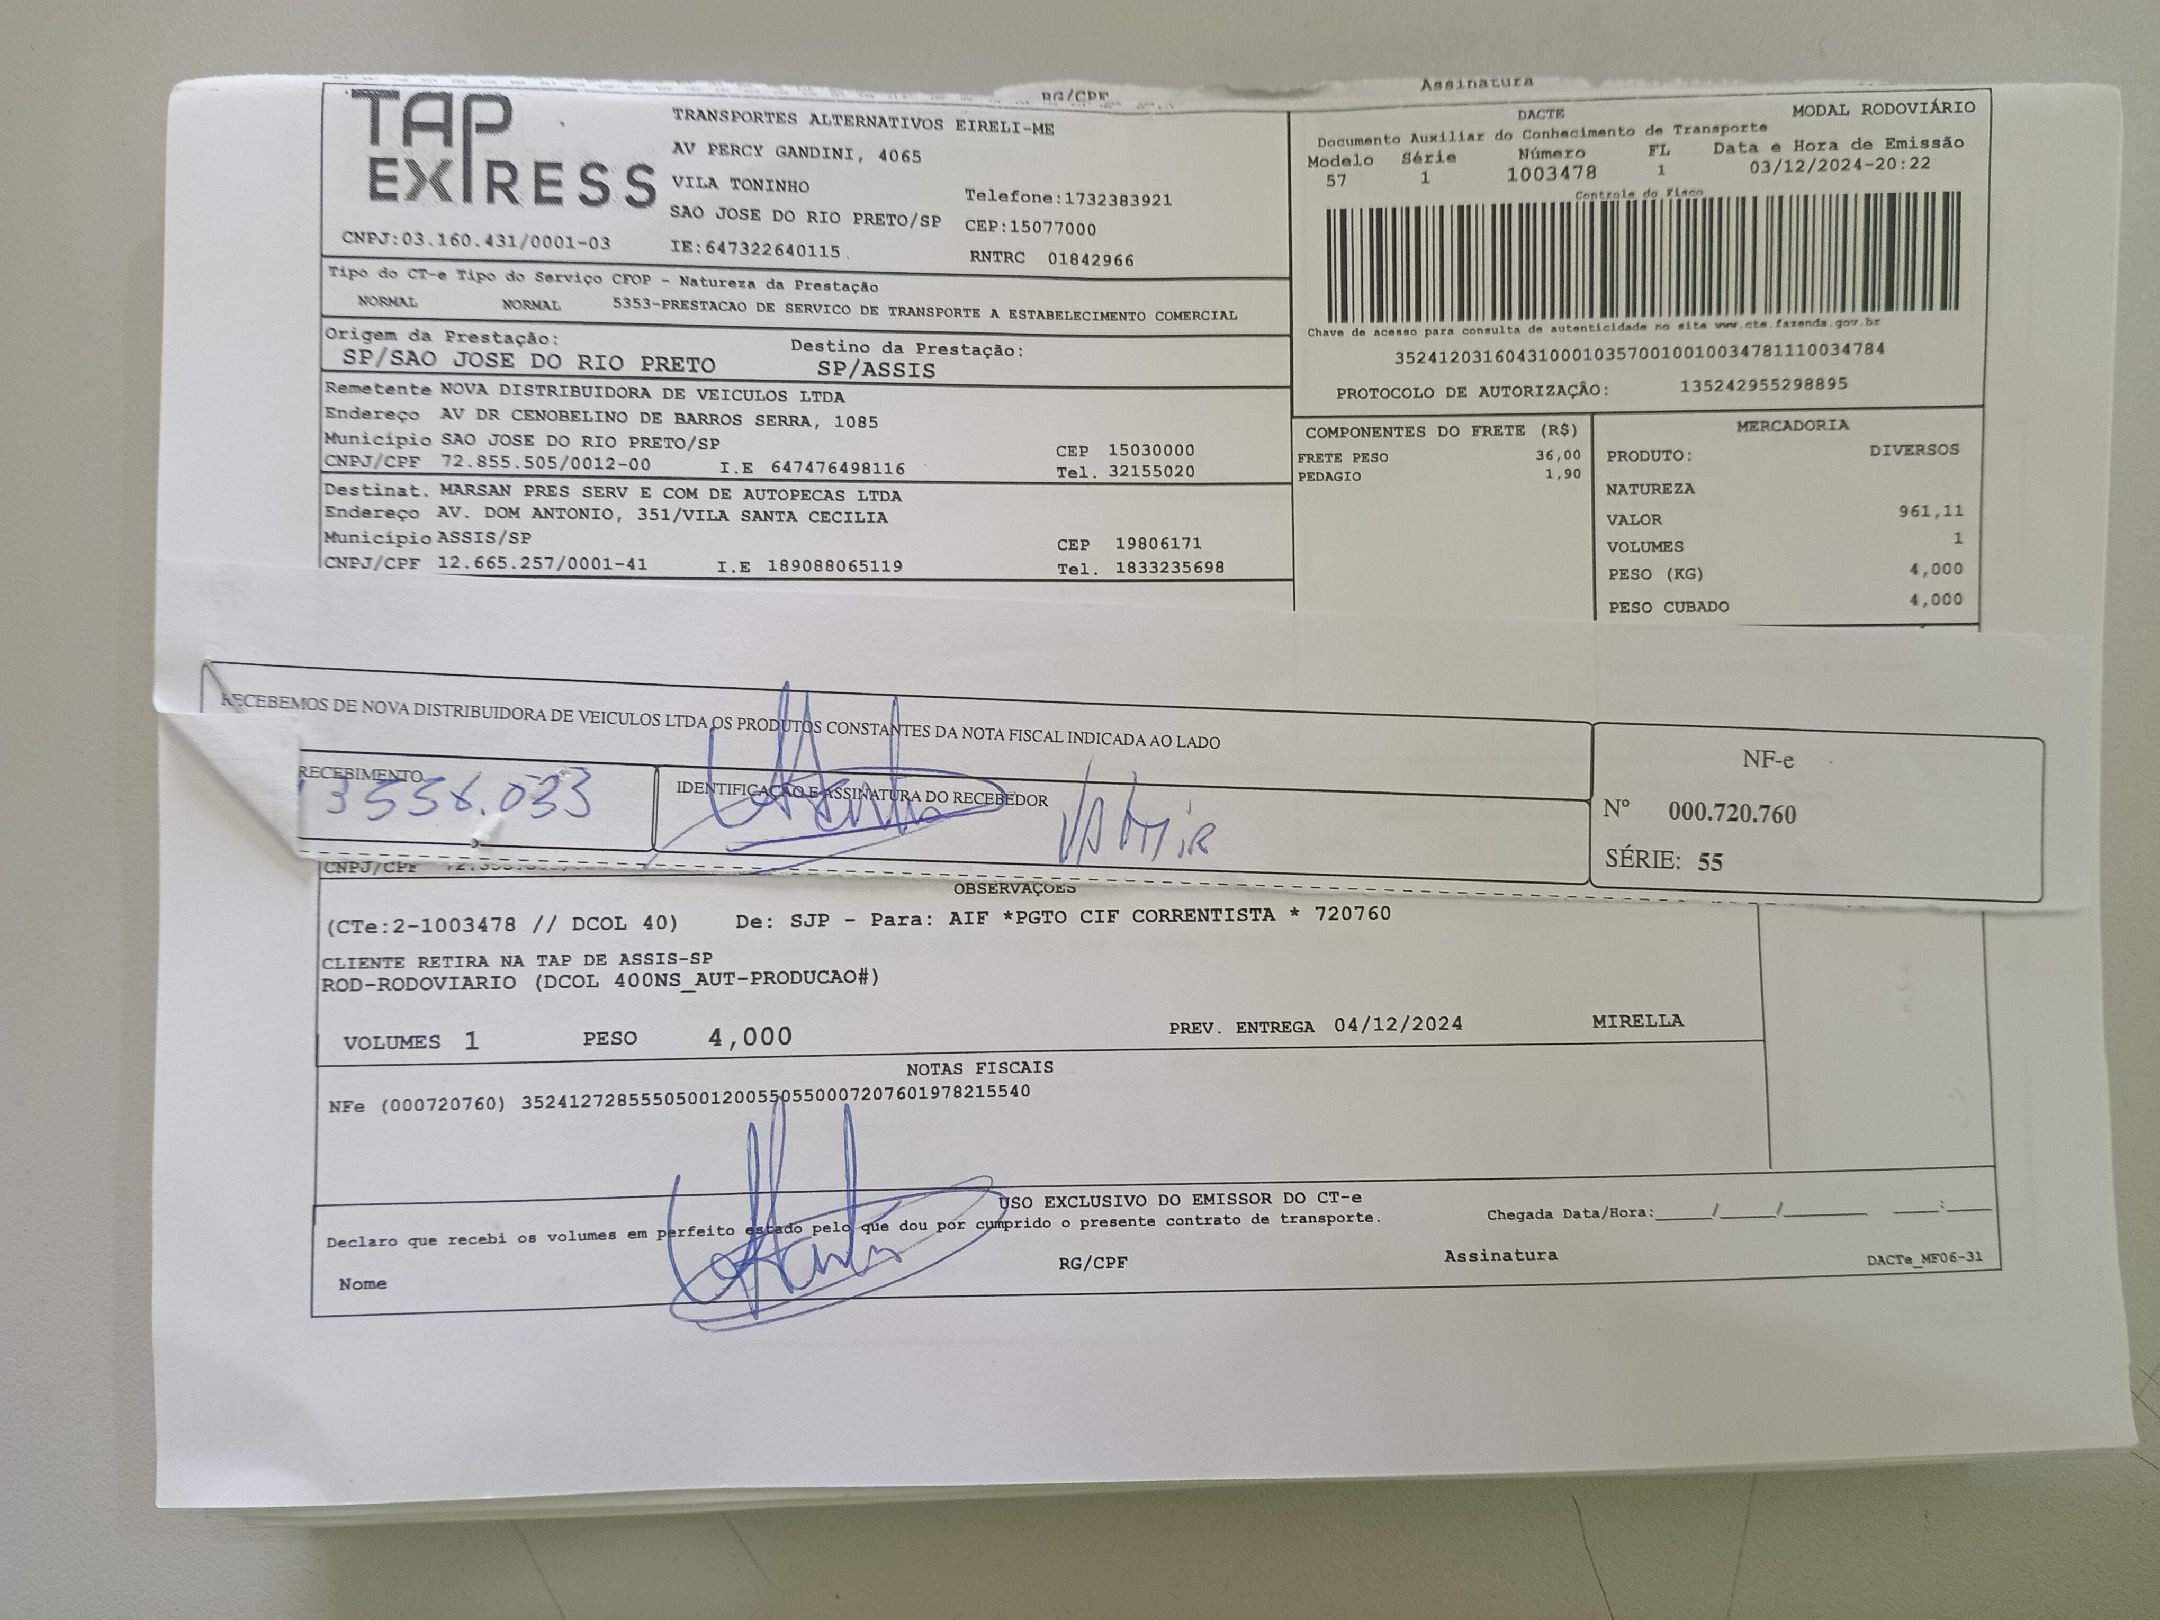 RG/CPF
Assinatura
TAP EXPRESS
TRANSPORTES ALTERNATIVOS EIRELI-ME
AV PERCY GANDINI, 4065
VILA TONINHO
Telefone:1732383921
SAO JOSE DO RIO PRETO/SP CEP:15077000
CNPJ:03.160.431/0001-03 IE:647322640115 RNTRC 01842966
DACTE
MODAL RODOVIÁRIO
Documento Auxiliar do Conhecimento de Transporte
Modelo Série Número FL Data e Hora de Emissão
57 1 1003478 1 03/12/2024-20:22
Controle do Fisco
Chave de acesso para consulta de autenticidade no site www.cte.fazenda.gov.br
35241203160431000103570010010034781110034784
PROTOCOLO DE AUTORIZAÇÃO: 135242955298895
Tipo do CT-e Tipo do Serviço CFOP - Natureza da Prestação
NORMAL NORMAL 5353-PRESTACAO DE SERVICO DE TRANSPORTE A ESTABELECIMENTO COMERCIAL
Origem da Prestação: Destino da Prestação:
SP/SAO JOSE DO RIO PRETO SP/ASSIS
Remetente NOVA DISTRIBUIDORA DE VEICULOS LTDA
Endereço AV DR CENOBELINO DE BARROS SERRA, 1085
Município SAO JOSE DO RIO PRETO/SP CEP 15030000
CNPJ/CPF 72.855.505/0012-00 I.E 647476498116 Tel. 32155020
Destinat. MARSAN PRES SERV E COM DE AUTOPECAS LTDA
Endereço AV. DOM ANTONIO, 351/VILA SANTA CECILIA
Município ASSIS/SP CEP 19806171
CNPJ/CPF 12.665.257/0001-41 I.E 189088065119 Tel. 1833235698
COMPONENTES DO FRETE (R$)
FRETE PESO 36,00
PEDAGIO 1,90
MERCADORIA
PRODUTO: DIVERSOS
NATUREZA
VALOR 961,11
VOLUMES 1
PESO (KG) 4,000
PESO CUBADO 4,000
RECEBEMOS DE NOVA DISTRIBUIDORA DE VEICULOS LTDA OS PRODUTOS CONSTANTES DA NOTA FISCAL INDICADA AO LADO
RECEBIMENTO
IDENTIFICAÇÃO E ASSINATURA DO RECEBEDOR
NF-e
Nº 000.720.760
SÉRIE: 55
CNPJ/CPF
OBSERVAÇÕES
(CTe:2-1003478 // DCOL 40) De: SJP - Para: AIF *PGTO CIF CORRENTISTA * 720760
CLIENTE RETIRA NA TAP DE ASSIS-SP
ROD-RODOVIARIO (DCOL 400NS_AUT-PRODUCAO#)
VOLUMES 1 PESO 4,000 PREV. ENTREGA 04/12/2024 MIRELLA
NOTAS FISCAIS
NFe (000720760) 35241272855505001200550550007207601978215540
USO EXCLUSIVO DO EMISSOR DO CT-e
Declaro que recebi os volumes em perfeito estado pelo que dou por cumprido o presente contrato de transporte.
Chegada Data/Hora:____/____/______ ___:___
Nome RG/CPF Assinatura DACTe_MF06-31